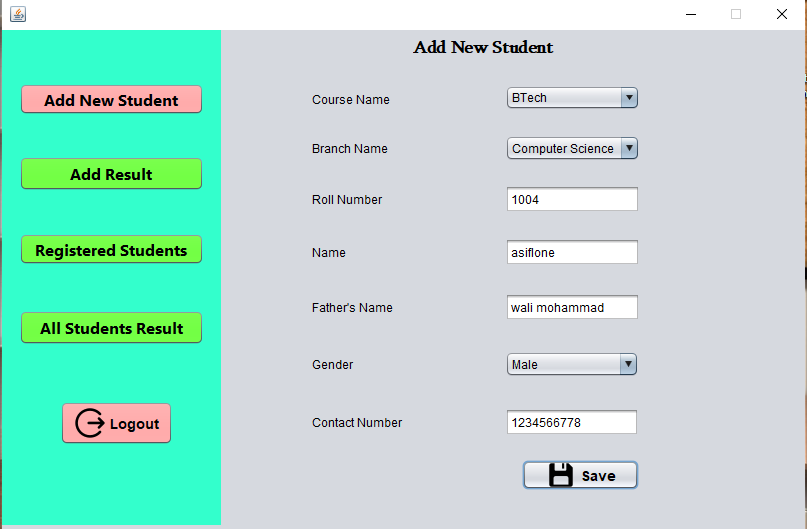 Add New Student
Add New Student
Add Result
Registered Students
All Students Result
Logout
Course Name BTech
Branch Name Computer Science
Roll Number 1004
Name asiflone
Father's Name wali mohammad
Gender Male
Contact Number 1234566778
Save